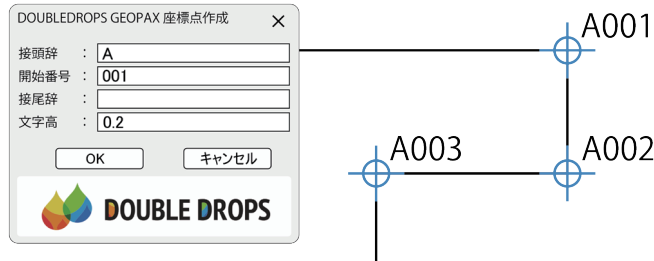 DOUBLEDROPS GEOPAX 座標点作成
接頭辞 : A
開始番号 : 001
接尾辞 :
文字高 : 0.2
OK キャンセル
DOUBLE DROPS
A001
A003 A002